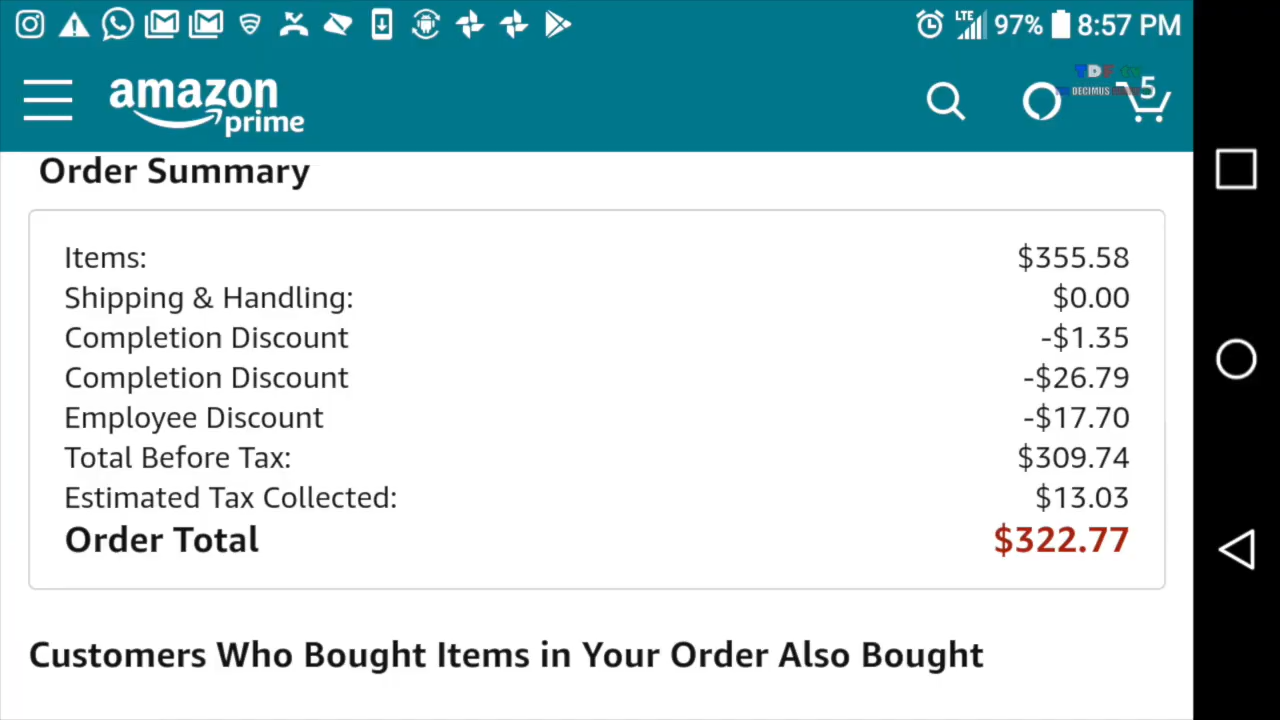 LTE 97% 8:57 PM
amazon prime
TDF
DECIMUS
5
Order Summary
Items: $355.58
Shipping & Handling: $0.00
Completion Discount -$1.35
Completion Discount -$26.79
Employee Discount -$17.70
Total Before Tax: $309.74
Estimated Tax Collected: $13.03
Order Total $322.77
Customers Who Bought Items in Your Order Also Bought